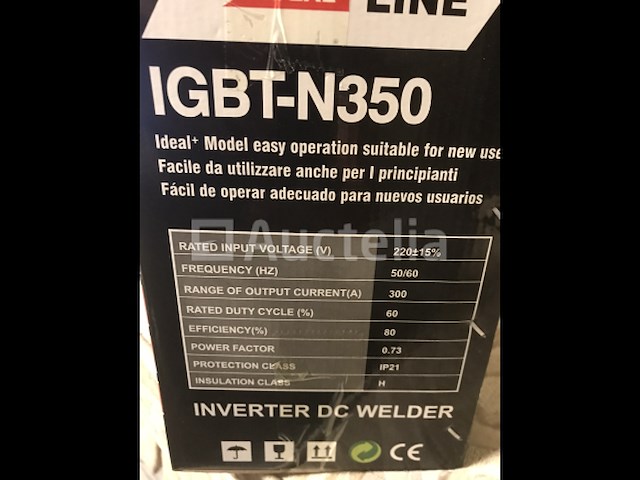 LINE
IGBT-N350
Ideal+ Model easy operation suitable for new use
Facile da utilizzare anche per I principianti
Fácil de operar adecuado para nuevos usuarios
Auctelia
RATED INPUT VOLTAGE (V) 220±15%
FREQUENCY (HZ) 50/60
RANGE OF OUTPUT CURRENT(A) 300
RATED DUTY CYCLE (%) 60
EFFICIENCY(%) 80
POWER FACTOR 0.73
PROTECTION CLASS IP21
INSULATION CLASS H
INVERTER DC WELDER
CE